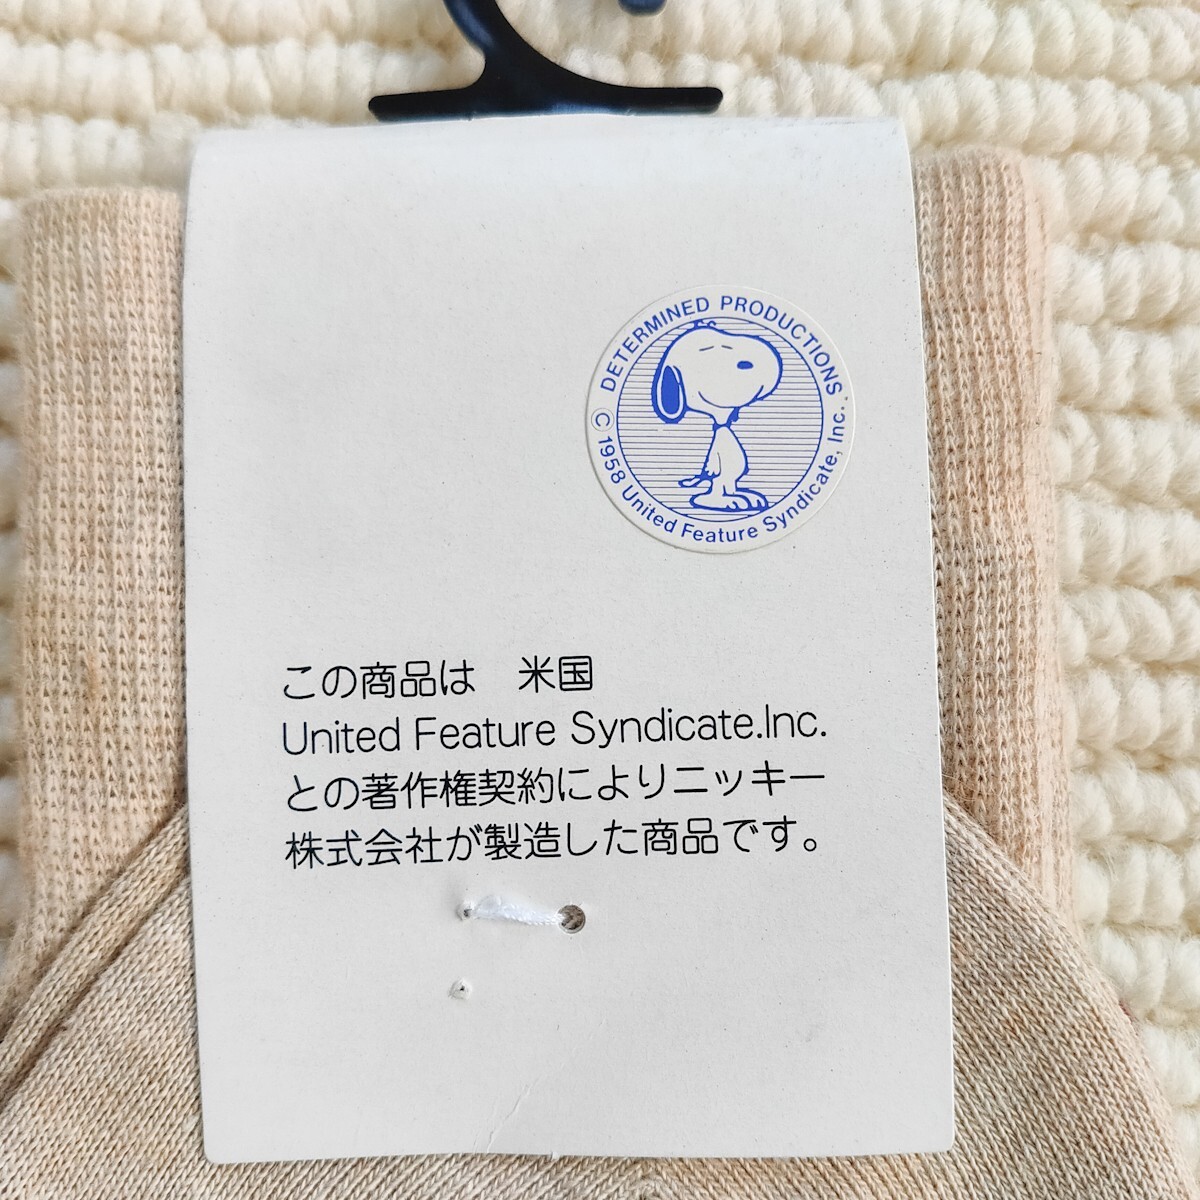 DETERMINED PRODUCTIONS
© 1958 United Feature Syndicate, Inc.
この商品は　米国
United Feature Syndicate.Inc.
との著作権契約によりニッキー
株式会社が製造した商品です。